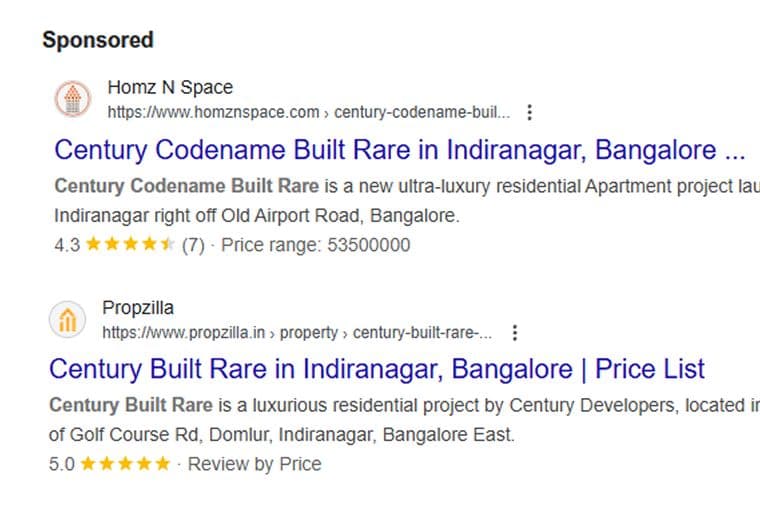 Sponsored
Homz N Space
https://www.homznspace.com › century-codename-buil...
Century Codename Built Rare in Indiranagar, Bangalore ...
Century Codename Built Rare is a new ultra-luxury residential Apartment project
Indiranagar right off Old Airport Road, Bangalore.
4.3 (7) · Price range: 53500000
Propzilla
https://www.propzilla.in › property › century-built-rare-...
Century Built Rare in Indiranagar, Bangalore | Price List
Century Built Rare is a luxurious residential project by Century Developers, located
of Golf Course Rd, Domlur, Indiranagar, Bangalore East.
5.0 · Review by Price